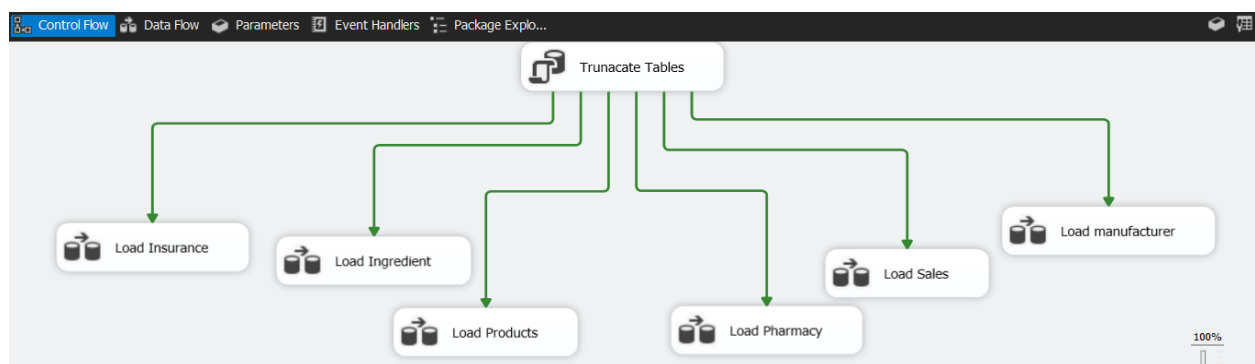 Control Flow Data Flow Parameters Event Handlers Package Explo...
Trunacate Tables
Load Insurance
Load Ingredient
Load Products
Load Pharmacy
Load Sales
Load manufacturer
100%